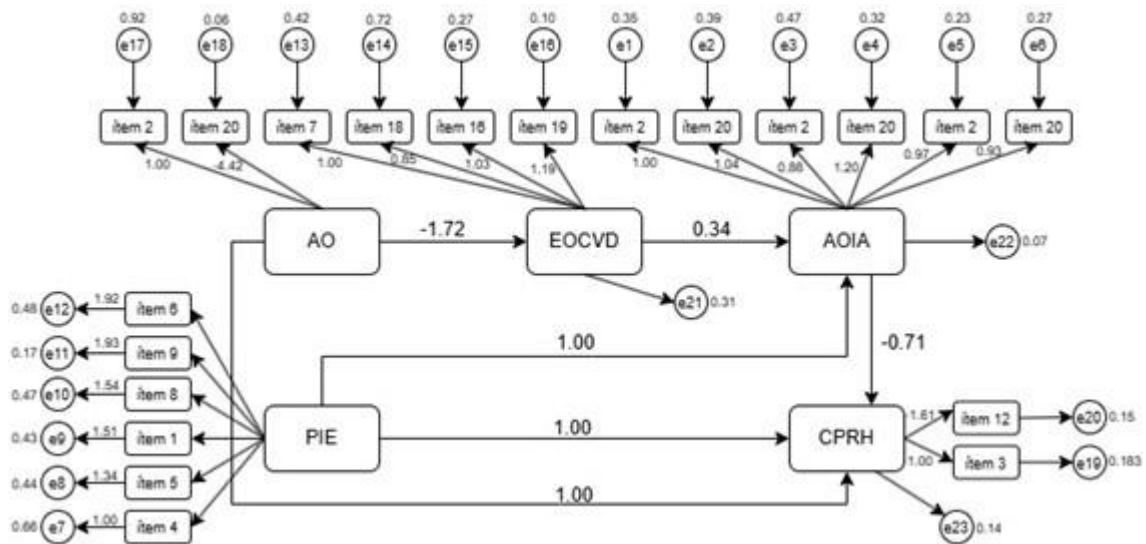 0.92 0.06 0.42 0.72 0.27 0.10 0.35 0.39 0.47 0.32 0.23 0.27
e17 e18 e13 e14 e15 e16 e1 e2 e3 e4 e5 e6
item 2 item 20 item 7 item 18 item 16 item 19 item 2 item 20 item 2 item 20 item 2 item 20
1.00 -4.42 1.00 0.85 1.03 1.19 1.00 1.04 0.88 1.20 0.97 0.93
AO -1.72 EOCVD 0.34 AOIA e22 0.07
e21 0.31
0.48 e12 1.92 item 6
0.17 e11 1.93 item 9
1.00 -0.71
0.47 e10 1.54 item 8
0.43 e9 1.51 item 1 PIE 1.00 CPRH 1.61 item 12 e20 0.15
1.00 item 3 e19 0.183
0.44 e8 1.34 item 5
1.00
0.66 e7 1.00 item 4
e23 0.14